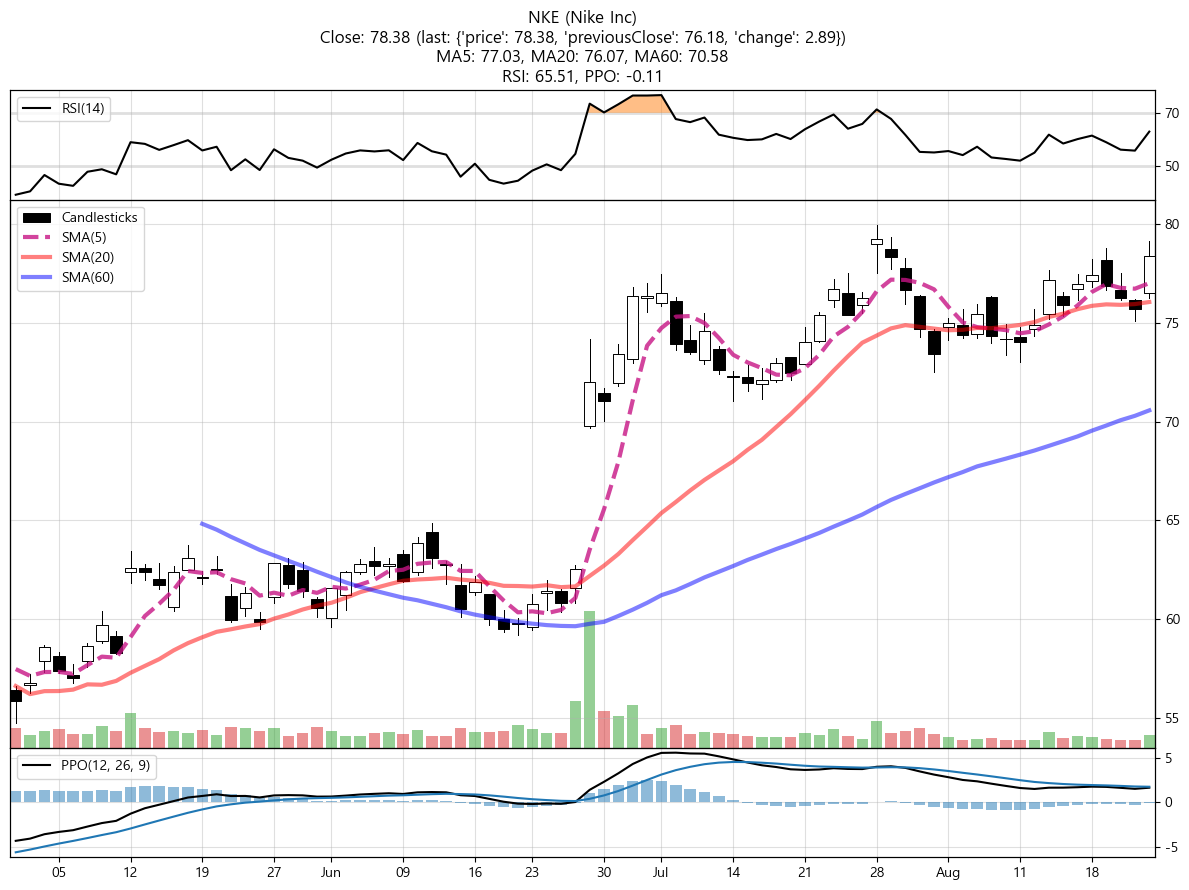 NKE (Nike Inc)
Close: 78.38 (last: {'price': 78.38, 'previousClose': 76.18, 'change': 2.89})
MA5: 77.03, MA20: 76.07, MA60: 70.58
RSI: 65.51, PPO: -0.11
RSI(14)
70
50
Candlesticks
SMA(5)
SMA(20)
SMA(60)
80
75
70
65
60
55
PPO(12, 26, 9)
5
0
-5
05 12 19 27 Jun 09 16 23 30 Jul 14 21 28 Aug 11 18